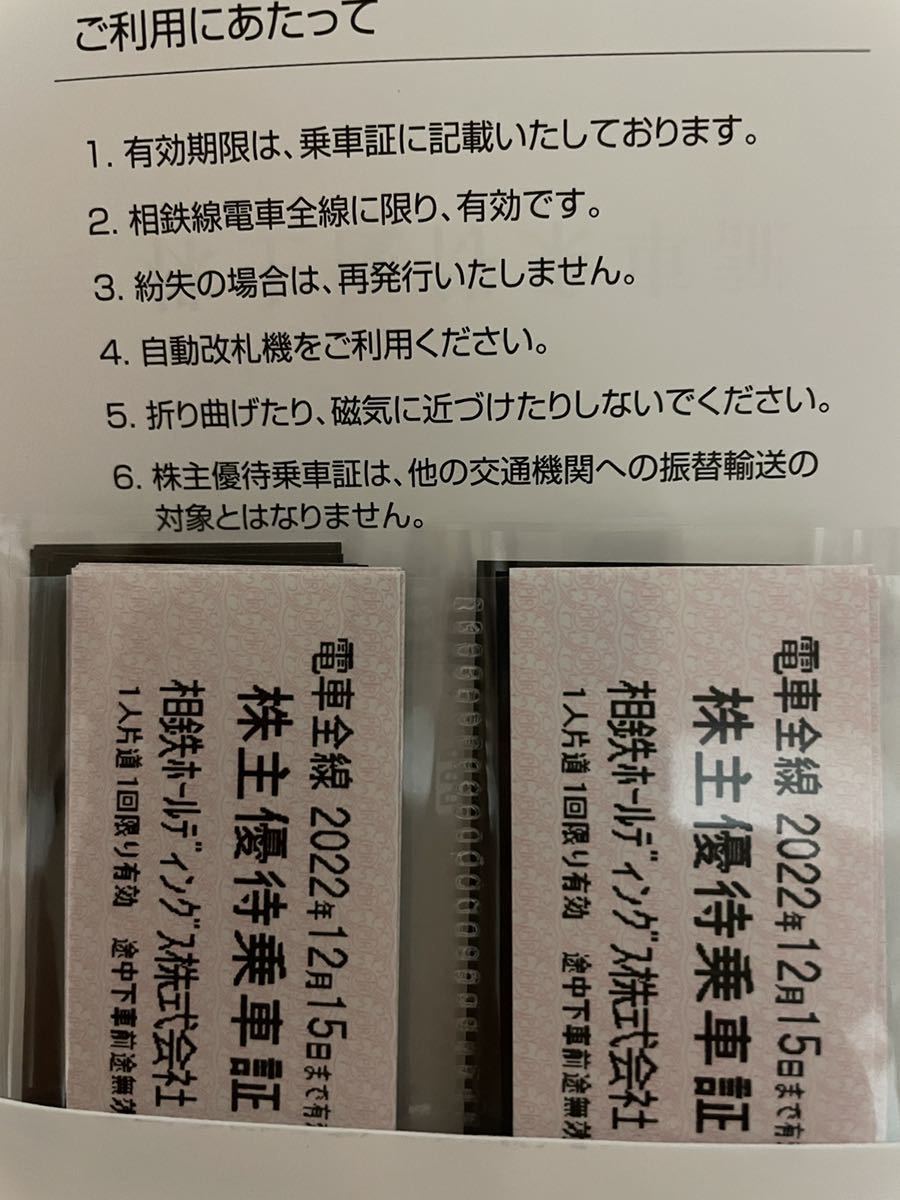 ご利用にあたって
1. 有効期限は、乗車証に記載いたしております。
2. 相鉄線電車全線に限り、有効です。
3. 紛失の場合は、再発行いたしません。
4. 自動改札機をご利用ください。
5. 折り曲げたり、磁気に近づけたりしないでください。
6. 株主優待乗車証は、他の交通機関への振替輸送の
対象とはなりません。
電車全線 2022年12月15日まで有
株主優待乗車証
相鉄ホールディングス株式会社
1人片道1回限り有効 途中下車前途無効
電車全線 2022年12月15日まで有
株主優待乗車証
相鉄ホールディングス株式会社
1人片道1回限り有効 途中下車前途無効